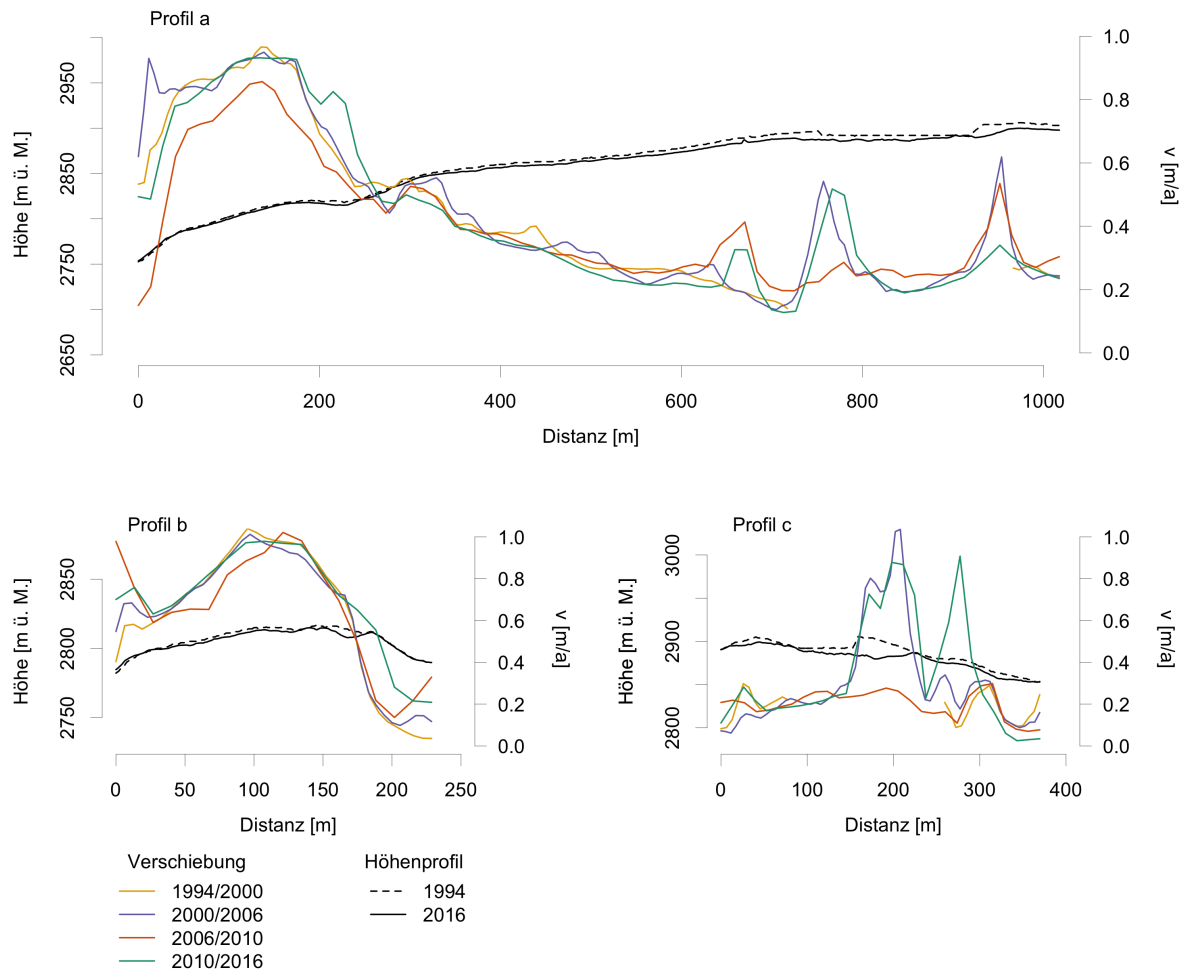 Profil a
2950
2850
2750
2650
Höhe [m ü. M.]
1.0
0.8
0.6
0.4
0.2
0.0
v [m/a]
0 200 400 600 800 1000
Distanz [m]
Profil b
2850
2800
2750
Höhe [m ü. M.]
1.0
0.8
0.6
0.4
0.2
0.0
v [m/a]
0 50 100 150 200 250
Distanz [m]
Profil c
3000
2900
2800
Höhe [m ü. M.]
1.0
0.8
0.6
0.4
0.2
0.0
v [m/a]
0 100 200 300 400
Distanz [m]
Verschiebung
1994/2000
2000/2006
2006/2010
2010/2016
Höhenprofil
1994
2016